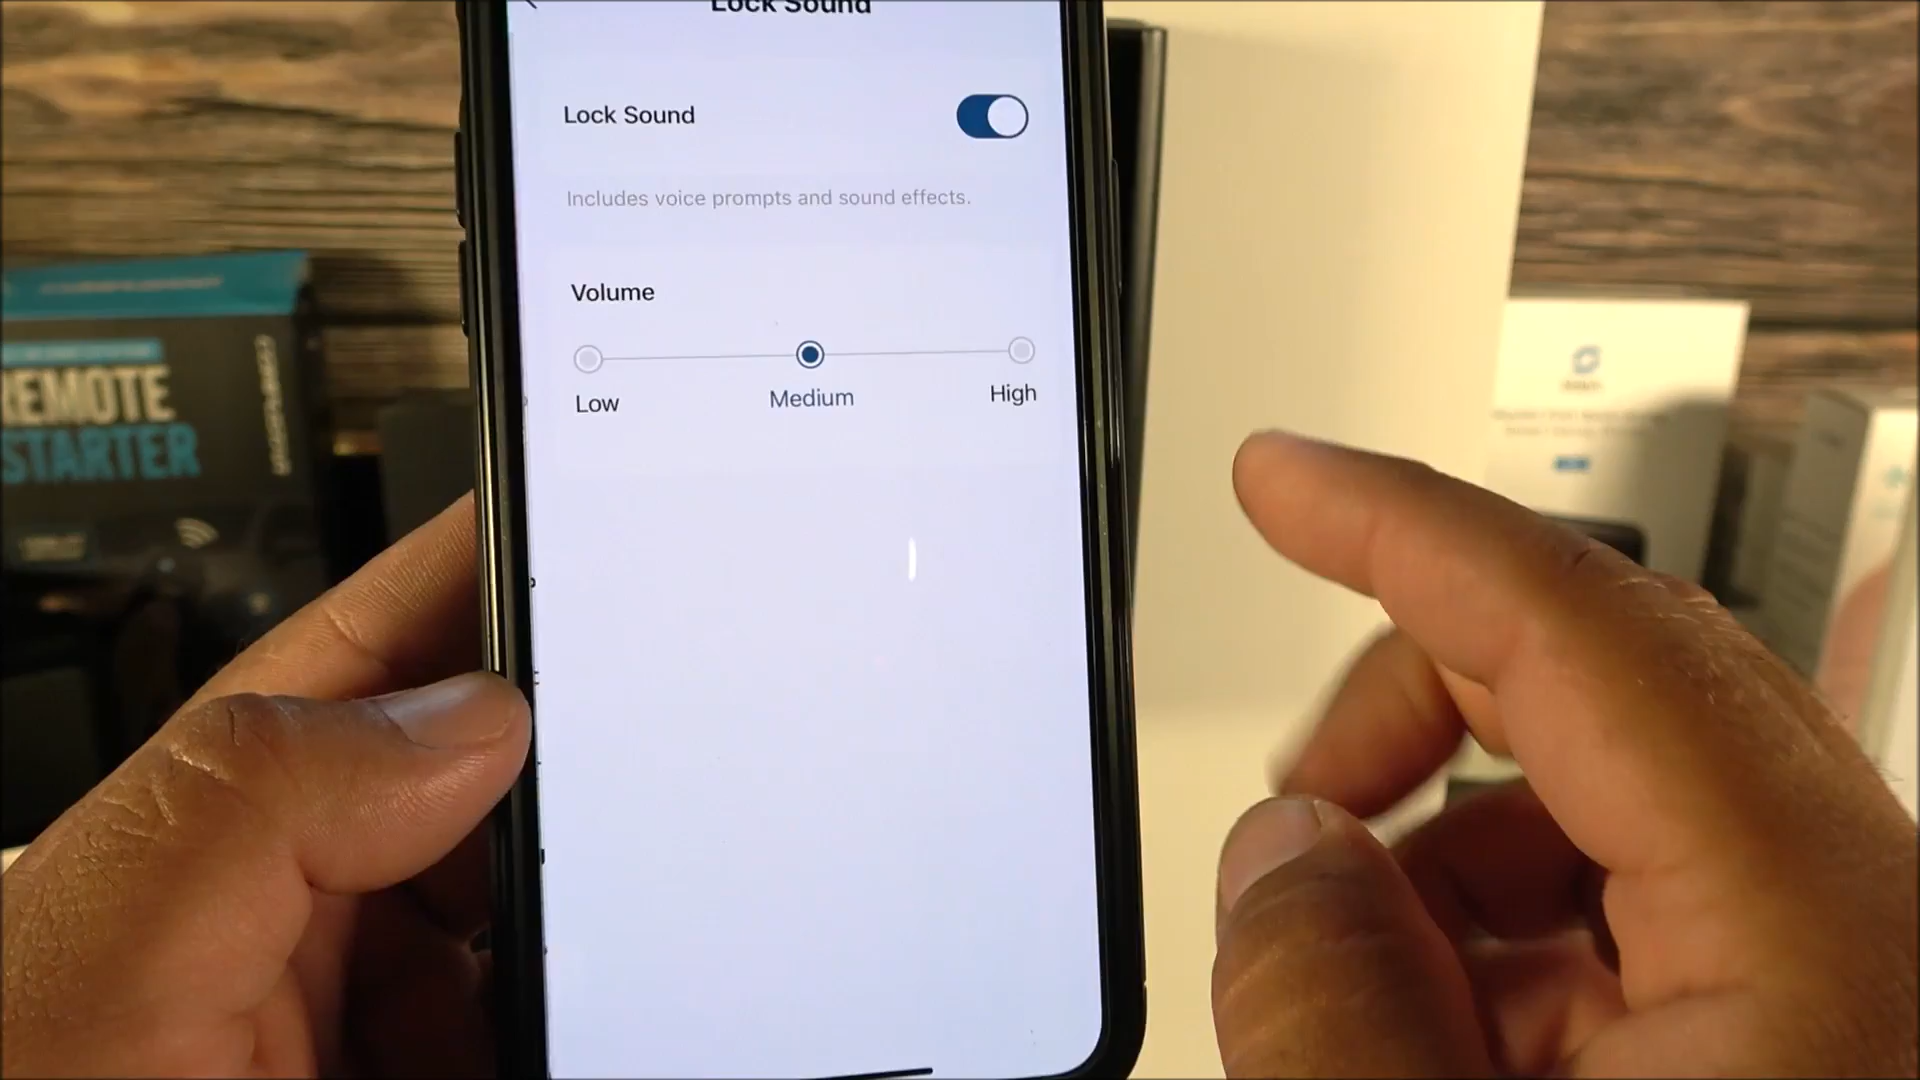 Lock Sound
Lock Sound
Includes voice prompts and sound effects.
Volume
Low
Medium
High
REMOTE
STARTER